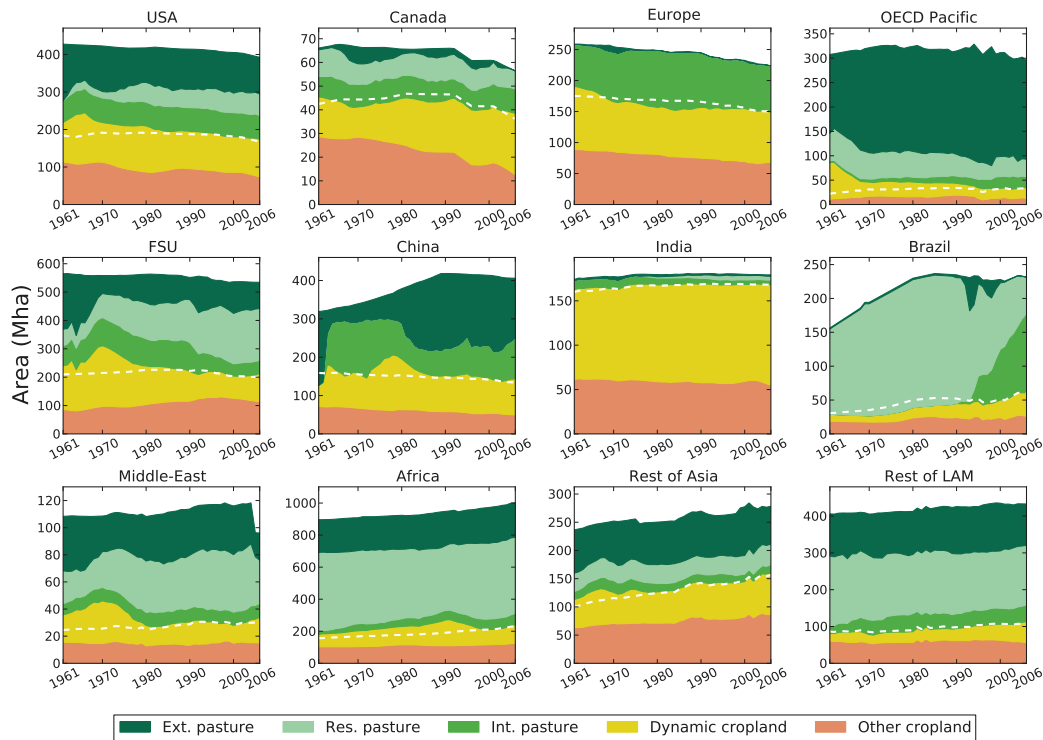 USA
Canada
Europe
OECD Pacific
400
300
200
100
0
70
60
50
40
30
20
10
0
250
200
150
100
50
0
350
300
250
200
150
100
50
0
1961 1970 1980 1990 2000 2006
1961 1970 1980 1990 2000 2006
1961 1970 1980 1990 2000 2006
1961 1970 1980 1990 2000 2006
FSU
China
India
Brazil
Area (Mha)
600
500
400
300
200
100
0
400
300
200
100
0
150
100
50
0
250
200
150
100
50
0
1961 1970 1980 1990 2000 2006
1961 1970 1980 1990 2000 2006
1961 1970 1980 1990 2000 2006
1961 1970 1980 1990 2000 2006
Middle-East
Africa
Rest of Asia
Rest of LAM
120
100
80
60
40
20
0
1000
800
600
400
200
0
300
250
200
150
100
50
0
400
300
200
100
0
1961 1970 1980 1990 2000 2006
1961 1970 1980 1990 2000 2006
1961 1970 1980 1990 2000 2006
1961 1970 1980 1990 2000 2006
Ext. pasture Res. pasture Int. pasture Dynamic cropland Other cropland